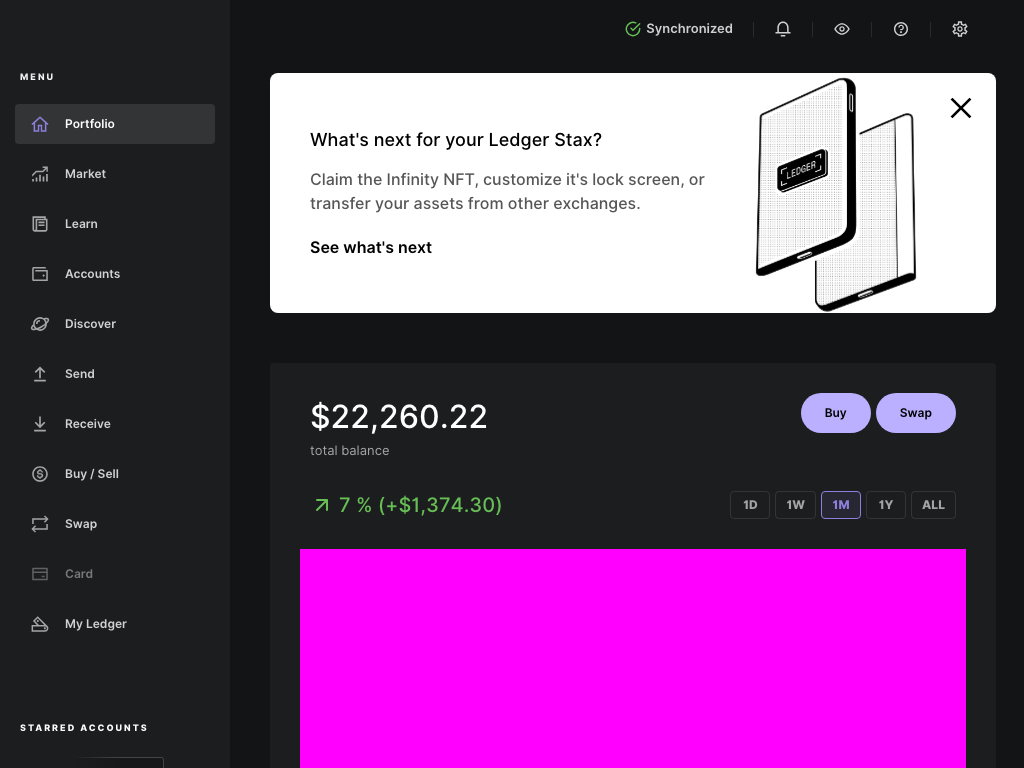 Synchronized
MENU
Portfolio
Market
Learn
Accounts
Discover
Send
Receive
Buy / Sell
Swap
Card
My Ledger
STARRED ACCOUNTS
What's next for your Ledger Stax?
Claim the Infinity NFT, customize it's lock screen, or
transfer your assets from other exchanges.
See what's next
LEDGER
$22,260.22
total balance
Buy
Swap
7 % (+$1,374.30)
1D
1W
1M
1Y
ALL